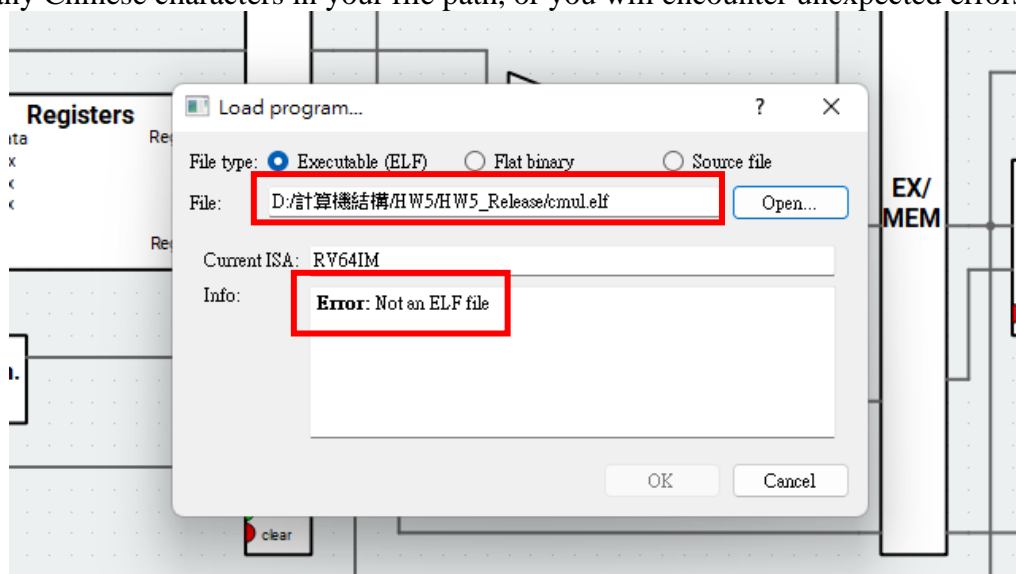 any Chinese characters in your file path, or you will encounter unexpected errors
Registers
Load program...
?
Reg
File type:
Executable (ELF)
Flat binary
Source file
File:
D:/計算機結構/HW5/HW5_Release/cmul.elf
Open...
EX/
MEM
Reg
Current ISA:
RV64IM
Info:
Error: Not an ELF file
OK
Cancel
clear